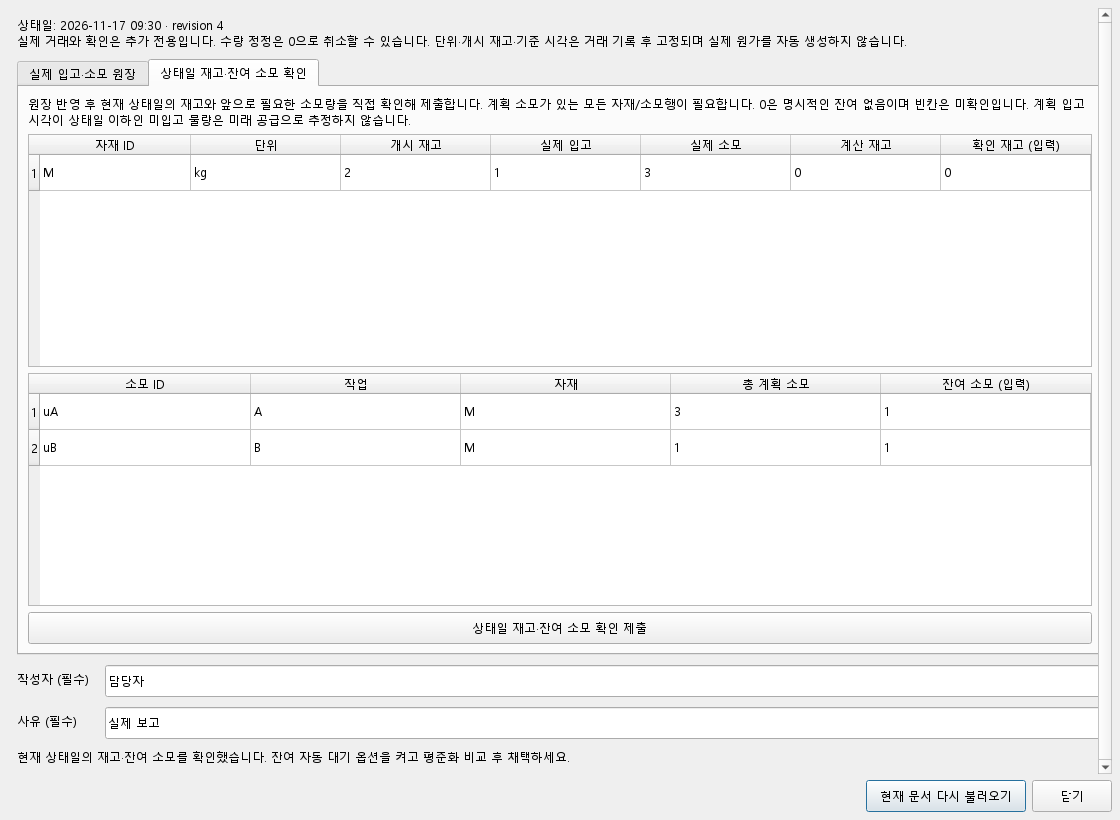 상태일: 2026-11-17 09:30 · revision 4
실제 거래와 확인은 추가 전용입니다. 수량 정정은 0으로 취소할 수 있습니다. 단위·개시 재고·기준 시각은 거래 기록 후 고정되며 실제 원가를 자동 생성하지 않습니다.
실제 입고·소모 원장 상태일 재고·잔여 소모 확인
원장 반영 후 현재 상태일의 재고와 앞으로 필요한 소모량을 직접 확인해 제출합니다. 계획 소모가 있는 모든 자재/소모행이 필요합니다. 0은 명시적인 잔여 없음이며 빈칸은 미확인입니다. 계획 입고
시각이 상태일 이하인 미입고 물량은 미래 공급으로 추정하지 않습니다.
자재 ID 단위 개시 재고 실제 입고 실제 소모 계산 재고 확인 재고 (입력)
1 M kg 2 1 3 0 0
소모 ID 작업 자재 총 계획 소모 잔여 소모 (입력)
1 uA A M 3 1
2 uB B M 1 1
상태일 재고·잔여 소모 확인 제출
작성자 (필수) 담당자
사유 (필수) 실제 보고
현재 상태일의 재고·잔여 소모를 확인했습니다. 잔여 자동 대기 옵션을 켜고 평준화 비교 후 채택하세요.
현재 문서 다시 불러오기 닫기